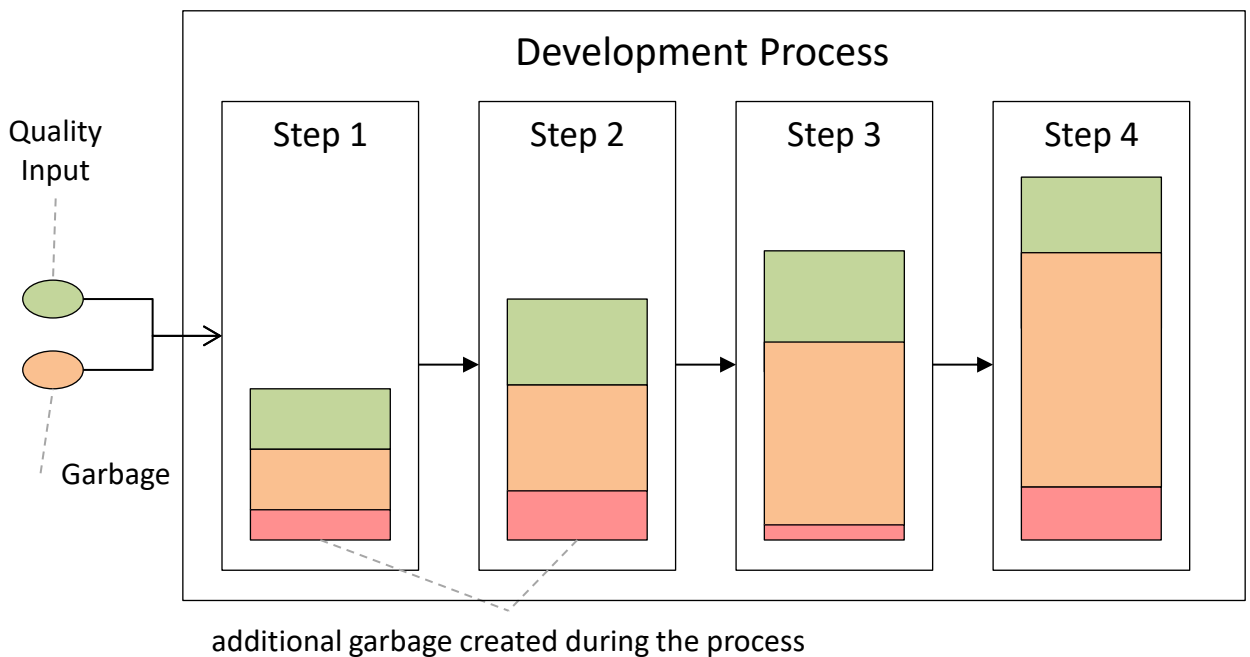 Development Process
Quality
Input
Step 1
Step 2
Step 3
Step 4
Garbage
additional garbage created during the process